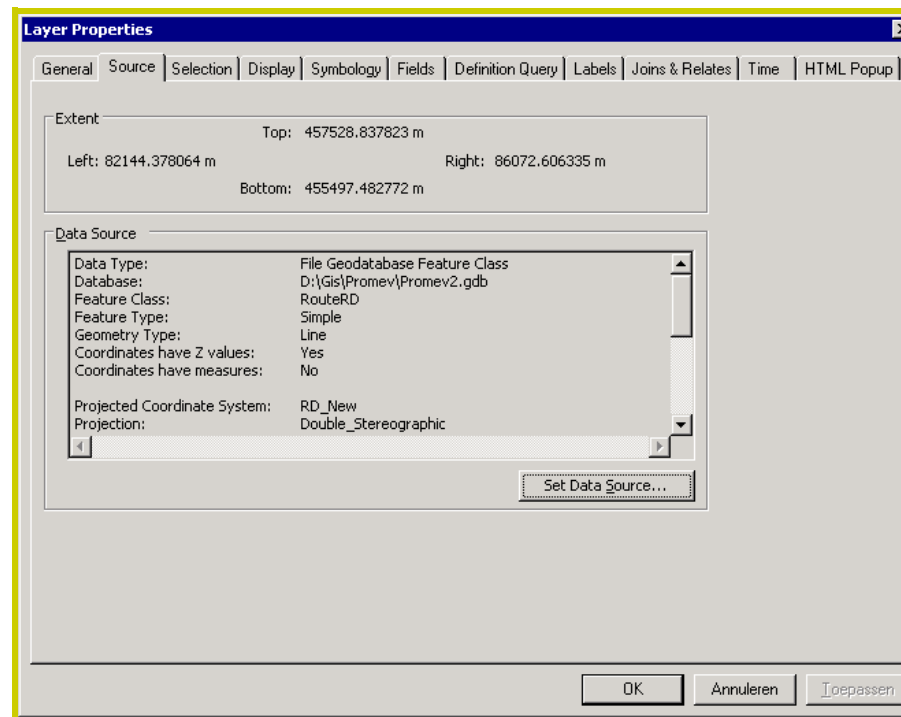 Layer Properties
General Source Selection Display Symbology Fields Definition Query Labels Joins & Relates Time HTML Popup
Extent
Top: 457528.837823 m
Left: 82144.378064 m Right: 86072.606335 m
Bottom: 455497.482772 m
Data Source
Data Type: File Geodatabase Feature Class
Database: D:\Gis\Promev\Promev2.gdb
Feature Class: RouteRD
Feature Type: Simple
Geometry Type: Line
Coordinates have Z values: Yes
Coordinates have measures: No
Projected Coordinate System: RD_New
Projection: Double_Stereographic
Set Data Source...
OK Annuleren Toepassen